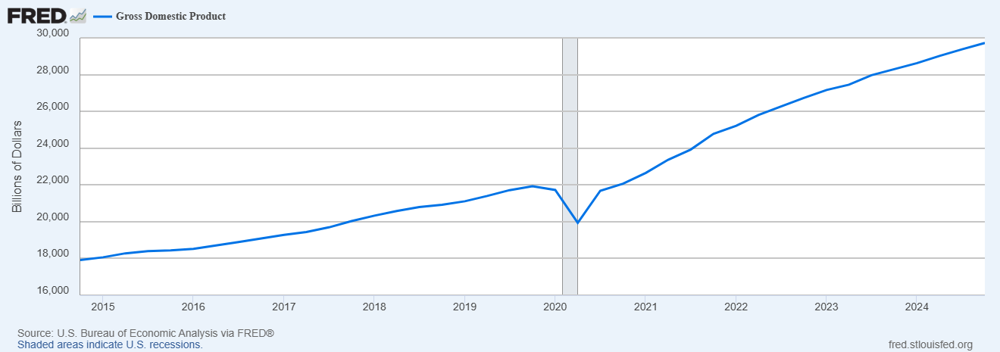 FRED
Gross Domestic Product
Billions of Dollars
30,000
28,000
26,000
24,000
22,000
20,000
18,000
16,000
2015 2016 2017 2018 2019 2020 2021 2022 2023 2024
Source: U.S. Bureau of Economic Analysis via FRED®
Shaded areas indicate U.S. recessions.
fred.stlouisfed.org